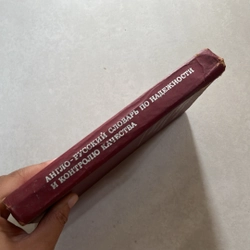 АНГЛО-РУССКИЙ СЛОВАРЬ ПО НАДЕЖНОСТИ
И КОНТРОЛЮ КАЧЕСТВА